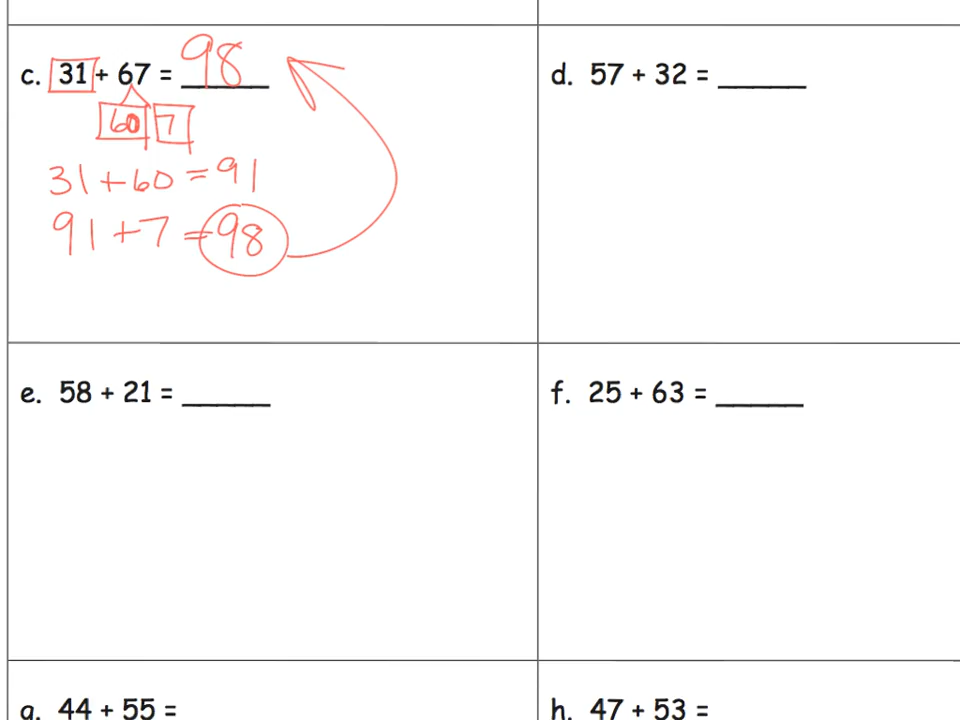 c. 31 + 67 = 98
60 7
31 + 60 = 91
91 + 7 = 98
d. 57 + 32 = ______
e. 58 + 21 = ______
f. 25 + 63 = ______
g. 44 + 55 =
h. 47 + 53 =